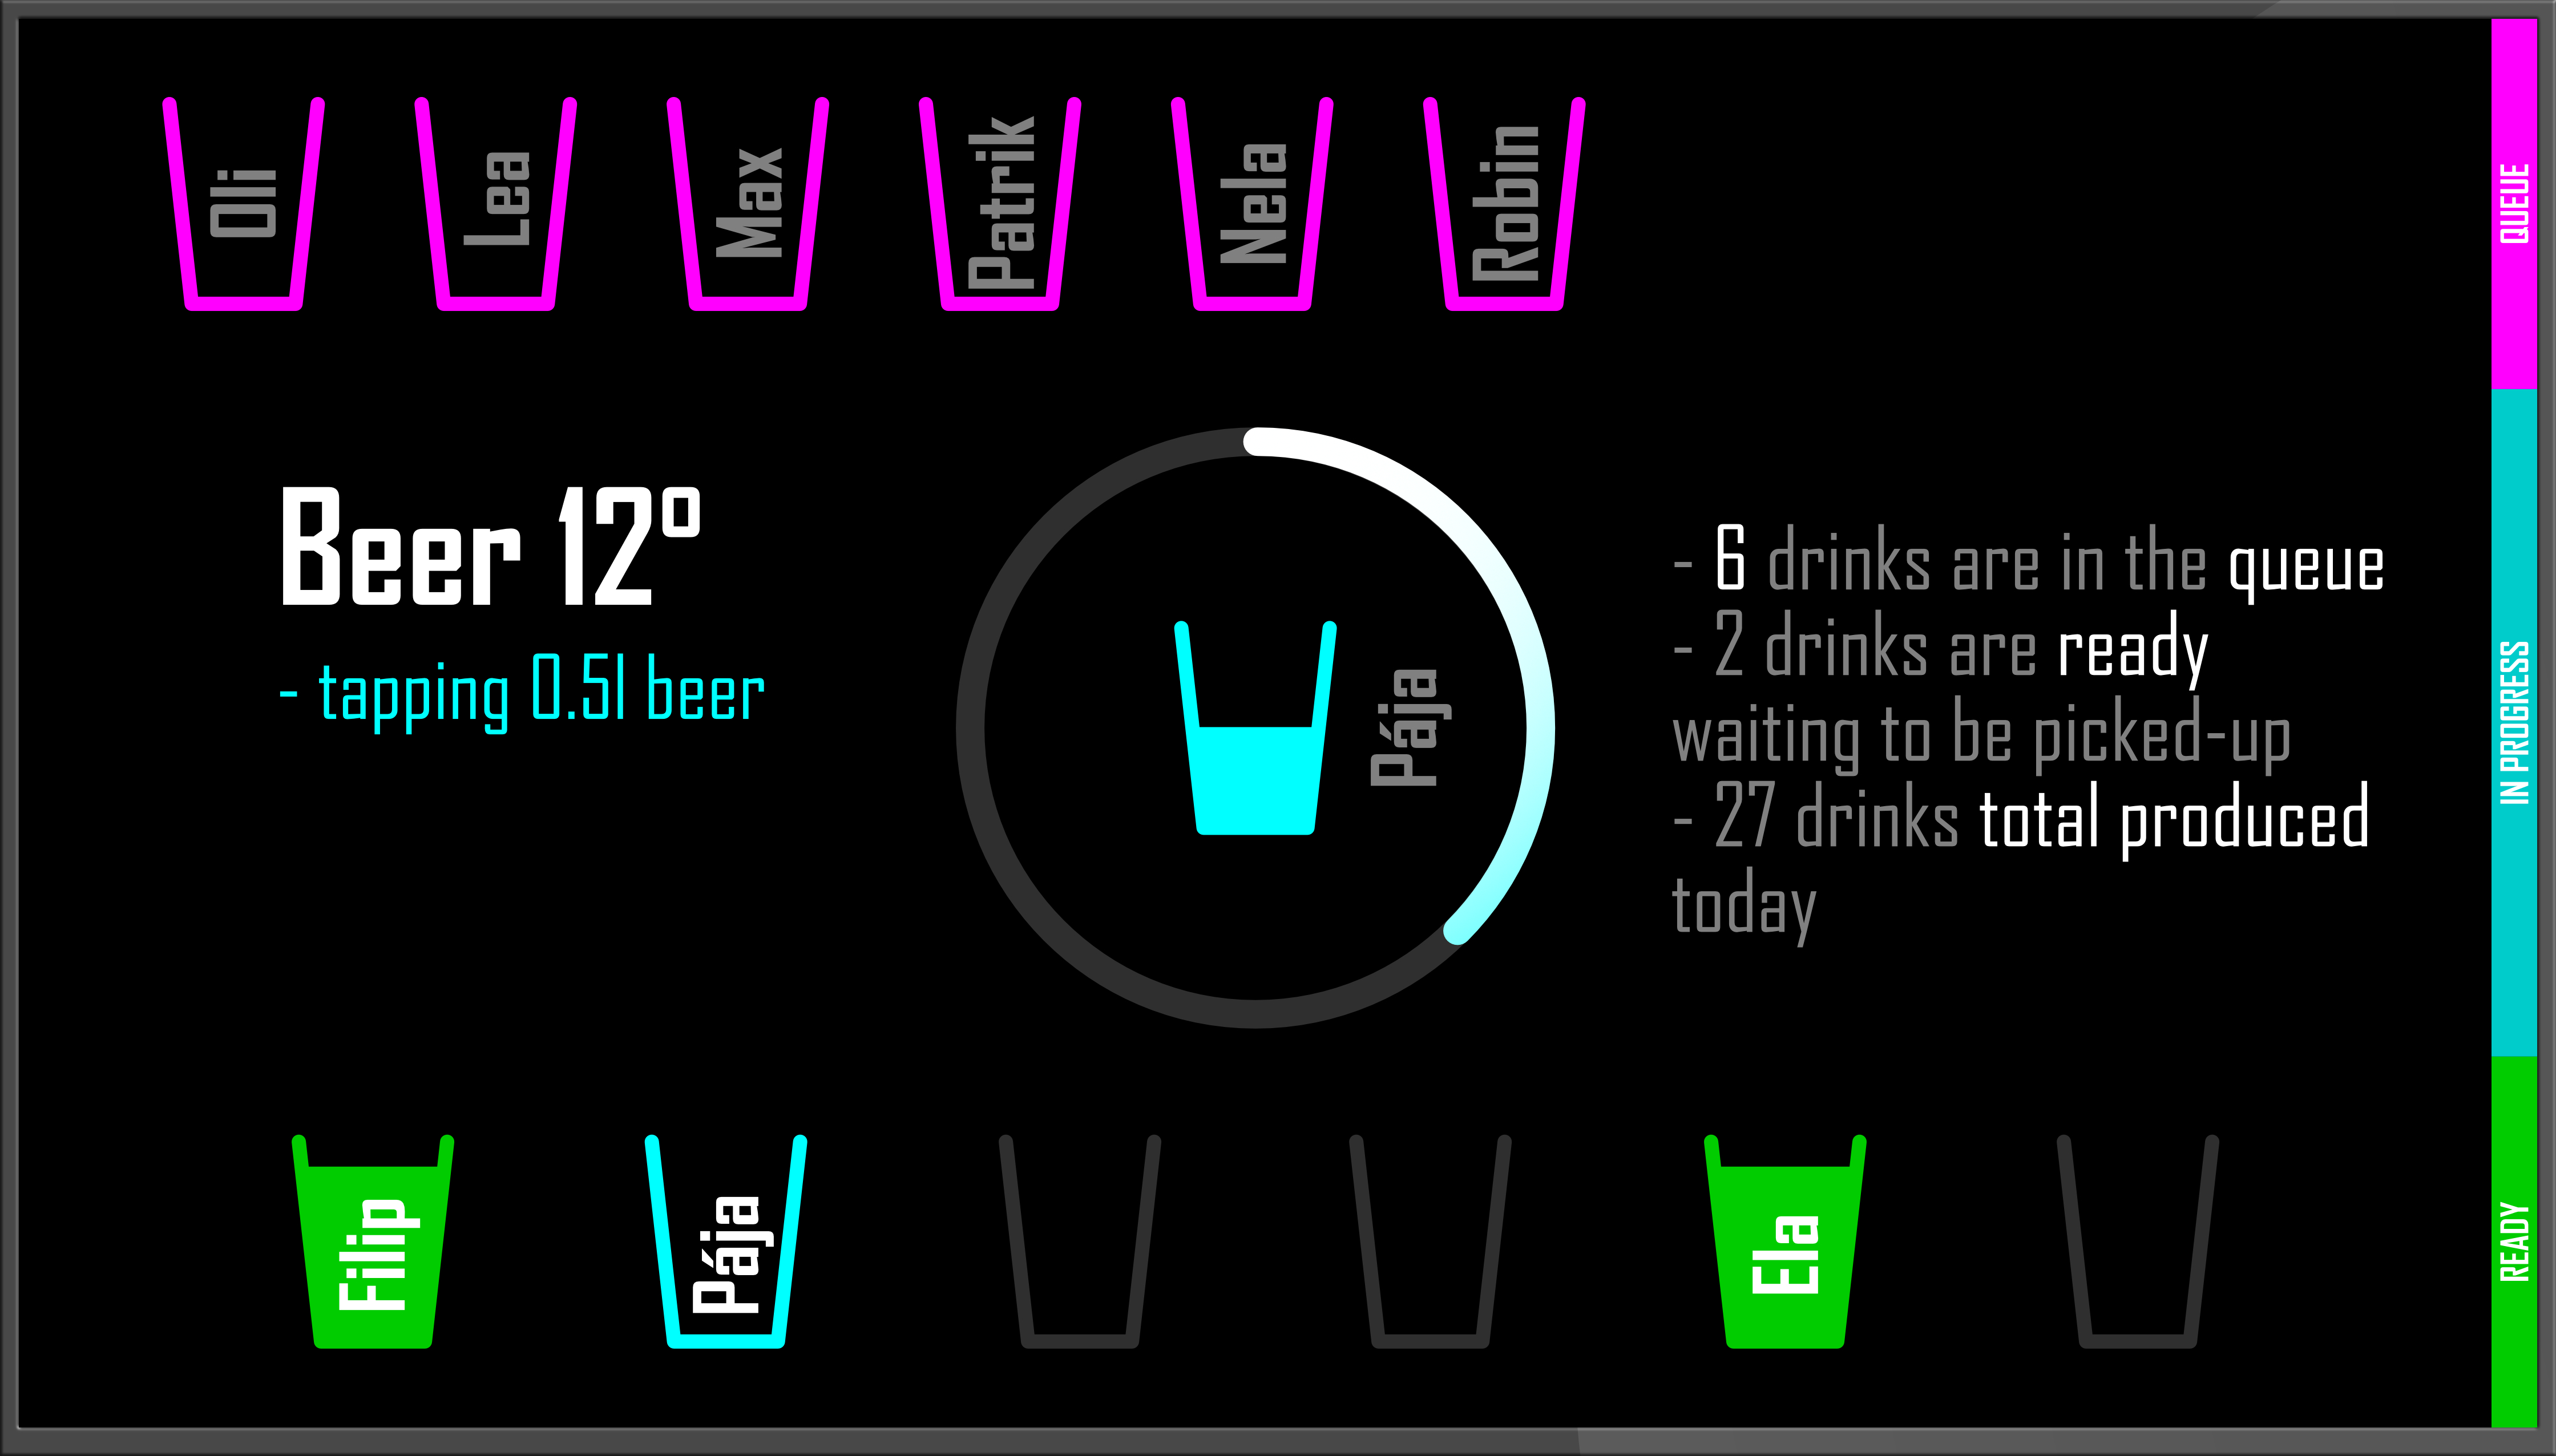 Oli
Lea
Max
Patrik
Nela
Robin
QUEUE
Beer 12°
- tapping 0.5l beer
Pája
- 6 drinks are in the queue
- 2 drinks are ready
waiting to be picked-up
- 27 drinks total produced
today
IN PROGRESS
Filip
Pája
Ela
READY